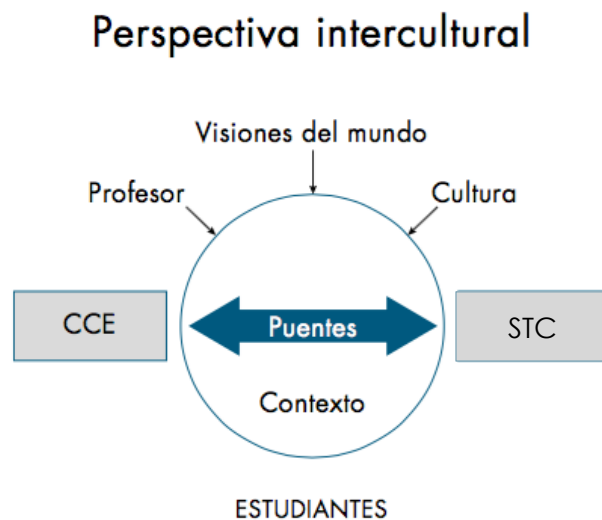 Perspectiva intercultural
Visiones del mundo
Profesor
Cultura
CCE
Puentes
STC
Contexto
ESTUDIANTES